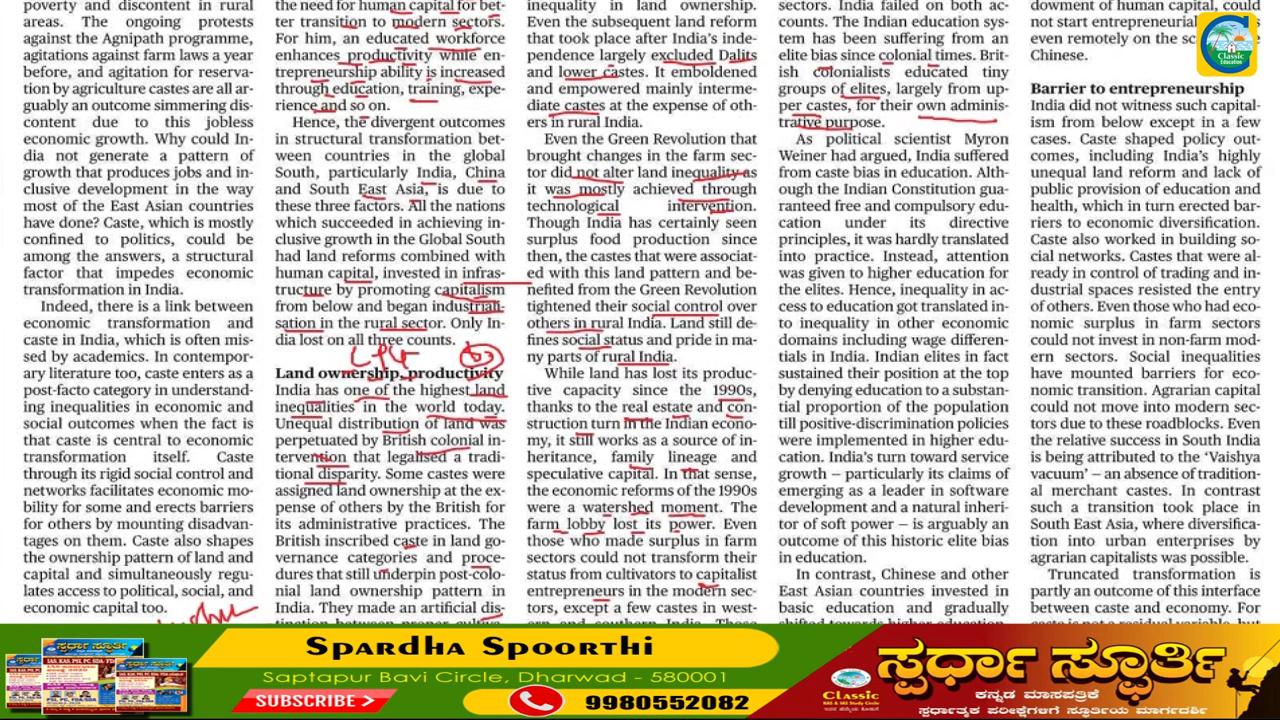 poverty and discontent in rural
areas. The ongoing protests
against the Agnipath programme,
agitations against farm laws a year
before, and agitation for reserva-
tion by agriculture castes are all ar-
guably an outcome simmering dis-
content due to this jobless
economic growth. Why could In-
dia not generate a pattern of
growth that produces jobs and in-
clusive development in the way
most of the East Asian countries
have done? Caste, which is mostly
confined to politics, could be
among the answers, a structural
factor that impedes economic
transformation in India.
Indeed, there is a link between
economic transformation and
caste in India, which is often mis-
sed by academics. In contempor-
ary literature too, caste enters as a
post-facto category in understand-
ing inequalities in economic and
social outcomes when the fact is
that caste is central to economic
transformation itself. Caste
through its rigid social control and
networks facilitates economic mo-
bility for some and erects barriers
for others by mounting disadvan-
tages on them. Caste also shapes
the ownership pattern of land and
capital and simultaneously regu-
lates access to political, social, and
economic capital too.
the need for human capital for bet-
ter transition to modern sectors.
For him, an educated workforce
enhances productivity while en-
trepreneurship ability is increased
through education, training, expe-
rience and so on.
Hence, the divergent outcomes
in structural transformation bet-
ween countries in the global
South, particularly India, China
and South East Asia, is due to
these three factors. All the nations
which succeeded in achieving in-
clusive growth in the Global South
had land reforms combined with
human capital, invested in infras-
tructure by promoting capitalism
from below and began industriali-
sation in the rural sector. Only In-
dia lost on all three counts.
Land ownership, productivity
India has one of the highest land
inequalities in the world today.
Unequal distribution of land was
perpetuated by British colonial in-
tervention that legalised a tradi-
tional disparity. Some castes were
assigned land ownership at the ex-
pense of others by the British for
its administrative practices. The
British inscribed caste in land go-
vernance categories and proce-
dures that still underpin post-colo-
nial land ownership pattern in
India. They made an artificial dis-
tinction between proper cultiva-
inequality in land ownership.
Even the subsequent land reform
that took place after India's inde-
pendence largely excluded Dalits
and lower castes. It emboldened
and empowered mainly interme-
diate castes at the expense of oth-
ers in rural India.
Even the Green Revolution that
brought changes in the farm sec-
tor did not alter land inequality as
it was mostly achieved through
technological intervention.
Though India has certainly seen
surplus food production since
then, the castes that were associat-
ed with this land pattern and be-
nefited from the Green Revolution
tightened their social control over
others in rural India. Land still de-
fines social status and pride in ma-
ny parts of rural India.
While land has lost its produc-
tive capacity since the 1990s,
thanks to the real estate and con-
struction turn in the Indian econo-
my, it still works as a source of in-
heritance, family lineage and
speculative capital. In that sense,
the economic reforms of the 1990s
were a watershed moment. The
farm lobby lost its power. Even
those who made surplus in farm
sectors could not transform their
status from cultivators to capitalist
entrepreneurs in the modern sec-
tors, except a few castes in west-
ern and southern India. Those
sectors. India failed on both ac-
counts. The Indian education sys-
tem has been suffering from an
elite bias since colonial times. Brit-
ish colonialists educated tiny
groups of elites, largely from up-
per castes, for their own adminis-
trative purpose.
As political scientist Myron
Weiner had argued, India suffered
from caste bias in education. Alth-
ough the Indian Constitution gua-
ranteed free and compulsory edu-
cation under its directive
principles, it was hardly translated
into practice. Instead, attention
was given to higher education for
the elites. Hence, inequality in ac-
cess to education got translated in-
to inequality in other economic
domains including wage differen-
tials in India. Indian elites in fact
sustained their position at the top
by denying education to a substan-
tial proportion of the population
till positive-discrimination policies
were implemented in higher edu-
cation. India's turn toward service
growth – particularly its claims of
emerging as a leader in software
development and a natural inheri-
tor of soft power – is arguably an
outcome of this historic elite bias
in education.
In contrast, Chinese and other
East Asian countries invested in
basic education and gradually
shifted towards higher education.
dowment of human capital, could
not start entrepreneurial
even remotely on the
Chinese.
Barrier to entrepreneurship
India did not witness such capital-
ism from below except in a few
cases. Caste shaped policy out-
comes, including India's highly
unequal land reform and lack of
public provision of education and
health, which in turn erected bar-
riers to economic diversification.
Caste also worked in building so-
cial networks. Castes that were al-
ready in control of trading and in-
dustrial spaces resisted the entry
of others. Even those who had eco-
nomic surplus in farm sectors
could not invest in non-farm mod-
ern sectors. Social inequalities
have mounted barriers for eco-
nomic transition. Agrarian capital
could not move into modern sec-
tors due to these roadblocks. Even
the relative success in South India
is being attributed to the 'Vaishya
vacuum' – an absence of tradition-
al merchant castes. In contrast
such a transition took place in
South East Asia, where diversifica-
tion into urban enterprises by
agrarian capitalists was possible.
Truncated transformation is
partly an outcome of this interface
between caste and economy. For
caste is not a residual variable, but
Classic
Education
SPARDHA SPOORTHI
Saptapur Bavi Circle, Dharwad - 580001
SUBSCRIBE
9980552082
Classic
KAS & IAS Study Circle
ಸ್ಪರ್ಧಾ ಸ್ಫೂರ್ತಿ
ಕನ್ನಡ ಮಾಸಪತ್ರಿಕೆ
ಸ್ಪರ್ಧಾತ್ಮಕ ಪರೀಕ್ಷೆಗಳಿಗೆ ಸ್ಫೂರ್ತಿಯ ಮಾರ್ಗದರ್ಶಿ